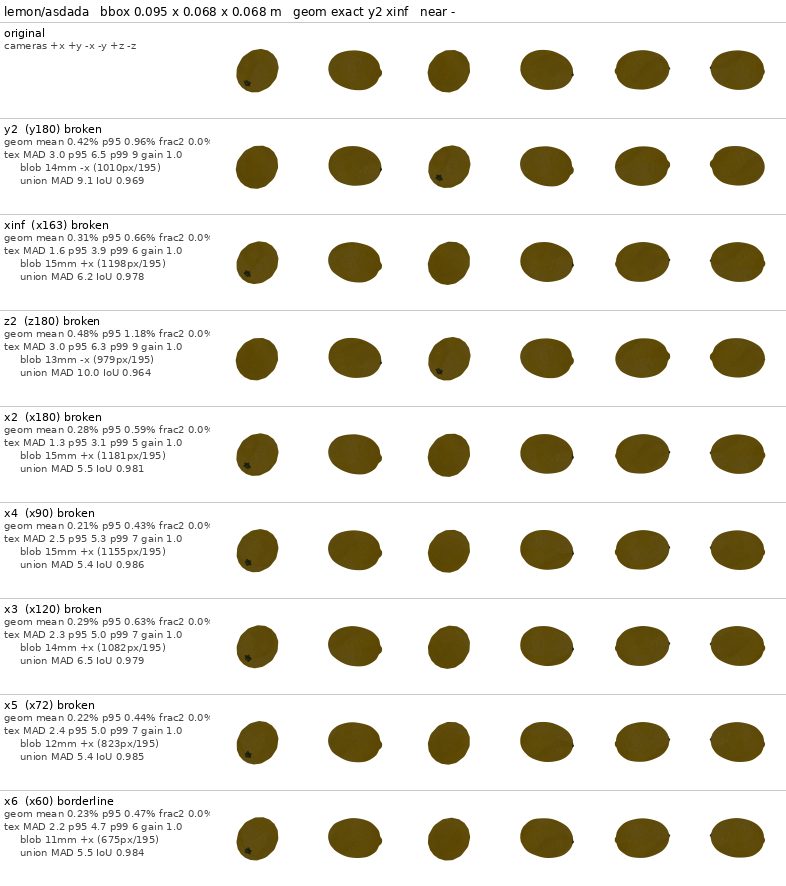 lemon/asdada   bbox 0.095 x 0.068 x 0.068 m   geom exact y2 xinf   near -
original
cameras +x +y -x -y +z -z
y2 (y180) broken
geom mean 0.42% p95 0.96% frac2 0.0%
tex MAD 3.0 p95 6.5 p99 9 gain 1.0
blob 14mm -x (1010px/195)
union MAD 9.1 IoU 0.969
xinf  (x163) broken
geom mean 0.31% p95 0.66% frac2 0.0%
tex MAD 1.6 p95 3.9 p99 6 gain 1.0
blob 15mm +x (1198px/195)
union MAD 6.2 IoU 0.978
z2  (z180) broken
geom mean 0.48% p95 1.18% frac2 0.0%
tex MAD 3.0 p95 6.3 p99 9 gain 1.0
blob 13mm -x (979px/195)
union MAD 10.0 IoU 0.964
x2  (x180) broken
geom mean 0.28% p95 0.59% frac2 0.0%
tex MAD 1.3 p95 3.1 p99 5 gain 1.0
blob 15mm +x (1181px/195)
union MAD 5.5 IoU 0.981
x4  (x90) broken
geom mean 0.21% p95 0.43% frac2 0.0%
tex MAD 2.5 p95 5.3 p99 7 gain 1.0
blob 15mm +x (1155px/195)
union MAD 5.4 IoU 0.986
x3  (x120) broken
geom mean 0.29% p95 0.63% frac2 0.0%
tex MAD 2.3 p95 5.0 p99 7 gain 1.0
blob 14mm +x (1082px/195)
union MAD 6.5 IoU 0.979
x5  (x72) broken
geom mean 0.22% p95 0.44% frac2 0.0%
tex MAD 2.4 p95 5.0 p99 7 gain 1.0
blob 12mm +x (823px/195)
union MAD 5.4 IoU 0.985
x6  (x60) borderline
geom mean 0.23% p95 0.47% frac2 0.0%
tex MAD 2.2 p95 4.7 p99 6 gain 1.0
blob 11mm +x (675px/195)
union MAD 5.5 IoU 0.984